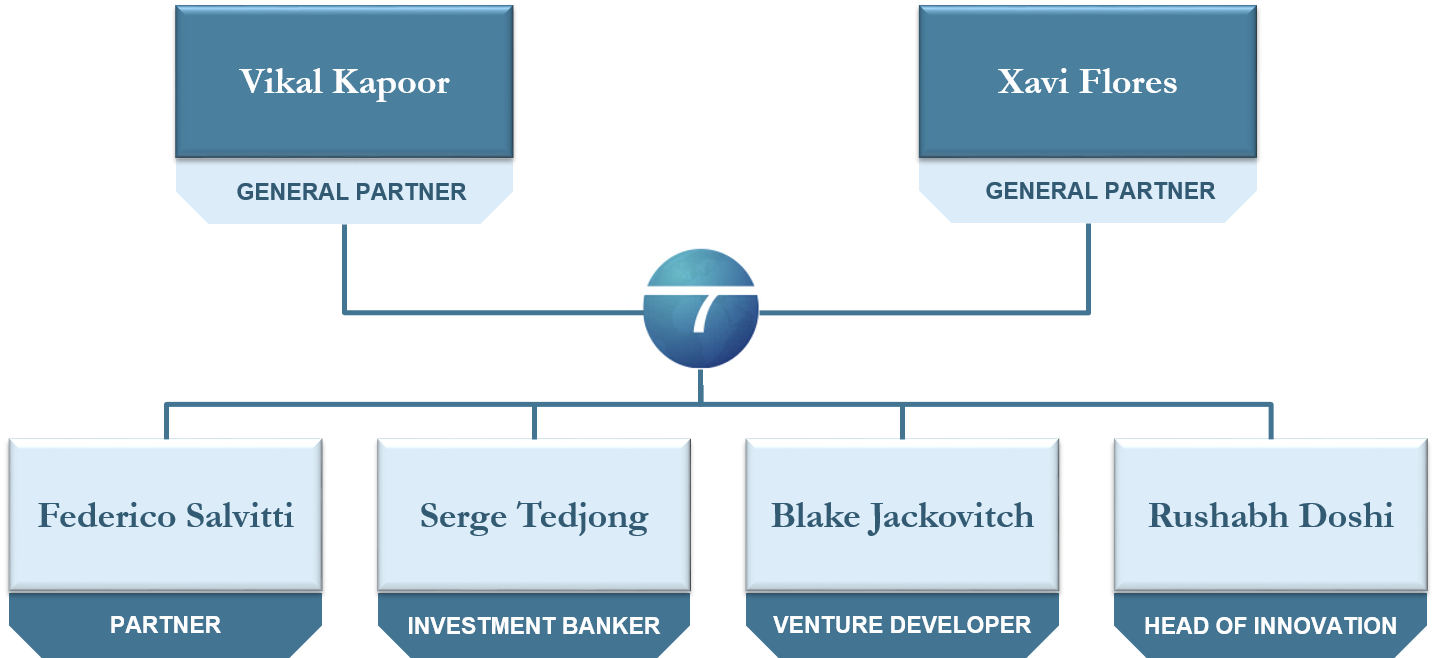 Vikal Kapoor
Xavi Flores
GENERAL PARTNER
GENERAL PARTNER
7
Federico Salvitti
Serge Tedjong
Blake Jackovitch
Rushabh Doshi
PARTNER
INVESTMENT BANKER
VENTURE DEVELOPER
HEAD OF INNOVATION